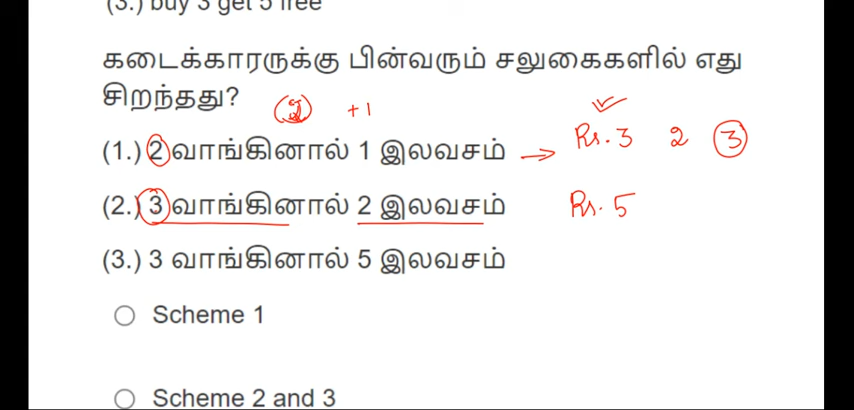 (3.) buy 3 get 5 free
கடைக்காரருக்கு பின்வரும் சலுகைகளில் எது
சிறந்தது?
2 +1
(1.) 2 வாங்கினால் 1 இலவசம் → Rs. 3 2 3
(2.) 3 வாங்கினால் 2 இலவசம் Rs. 5
(3.) 3 வாங்கினால் 5 இலவசம்
Scheme 1
Scheme 2 and 3